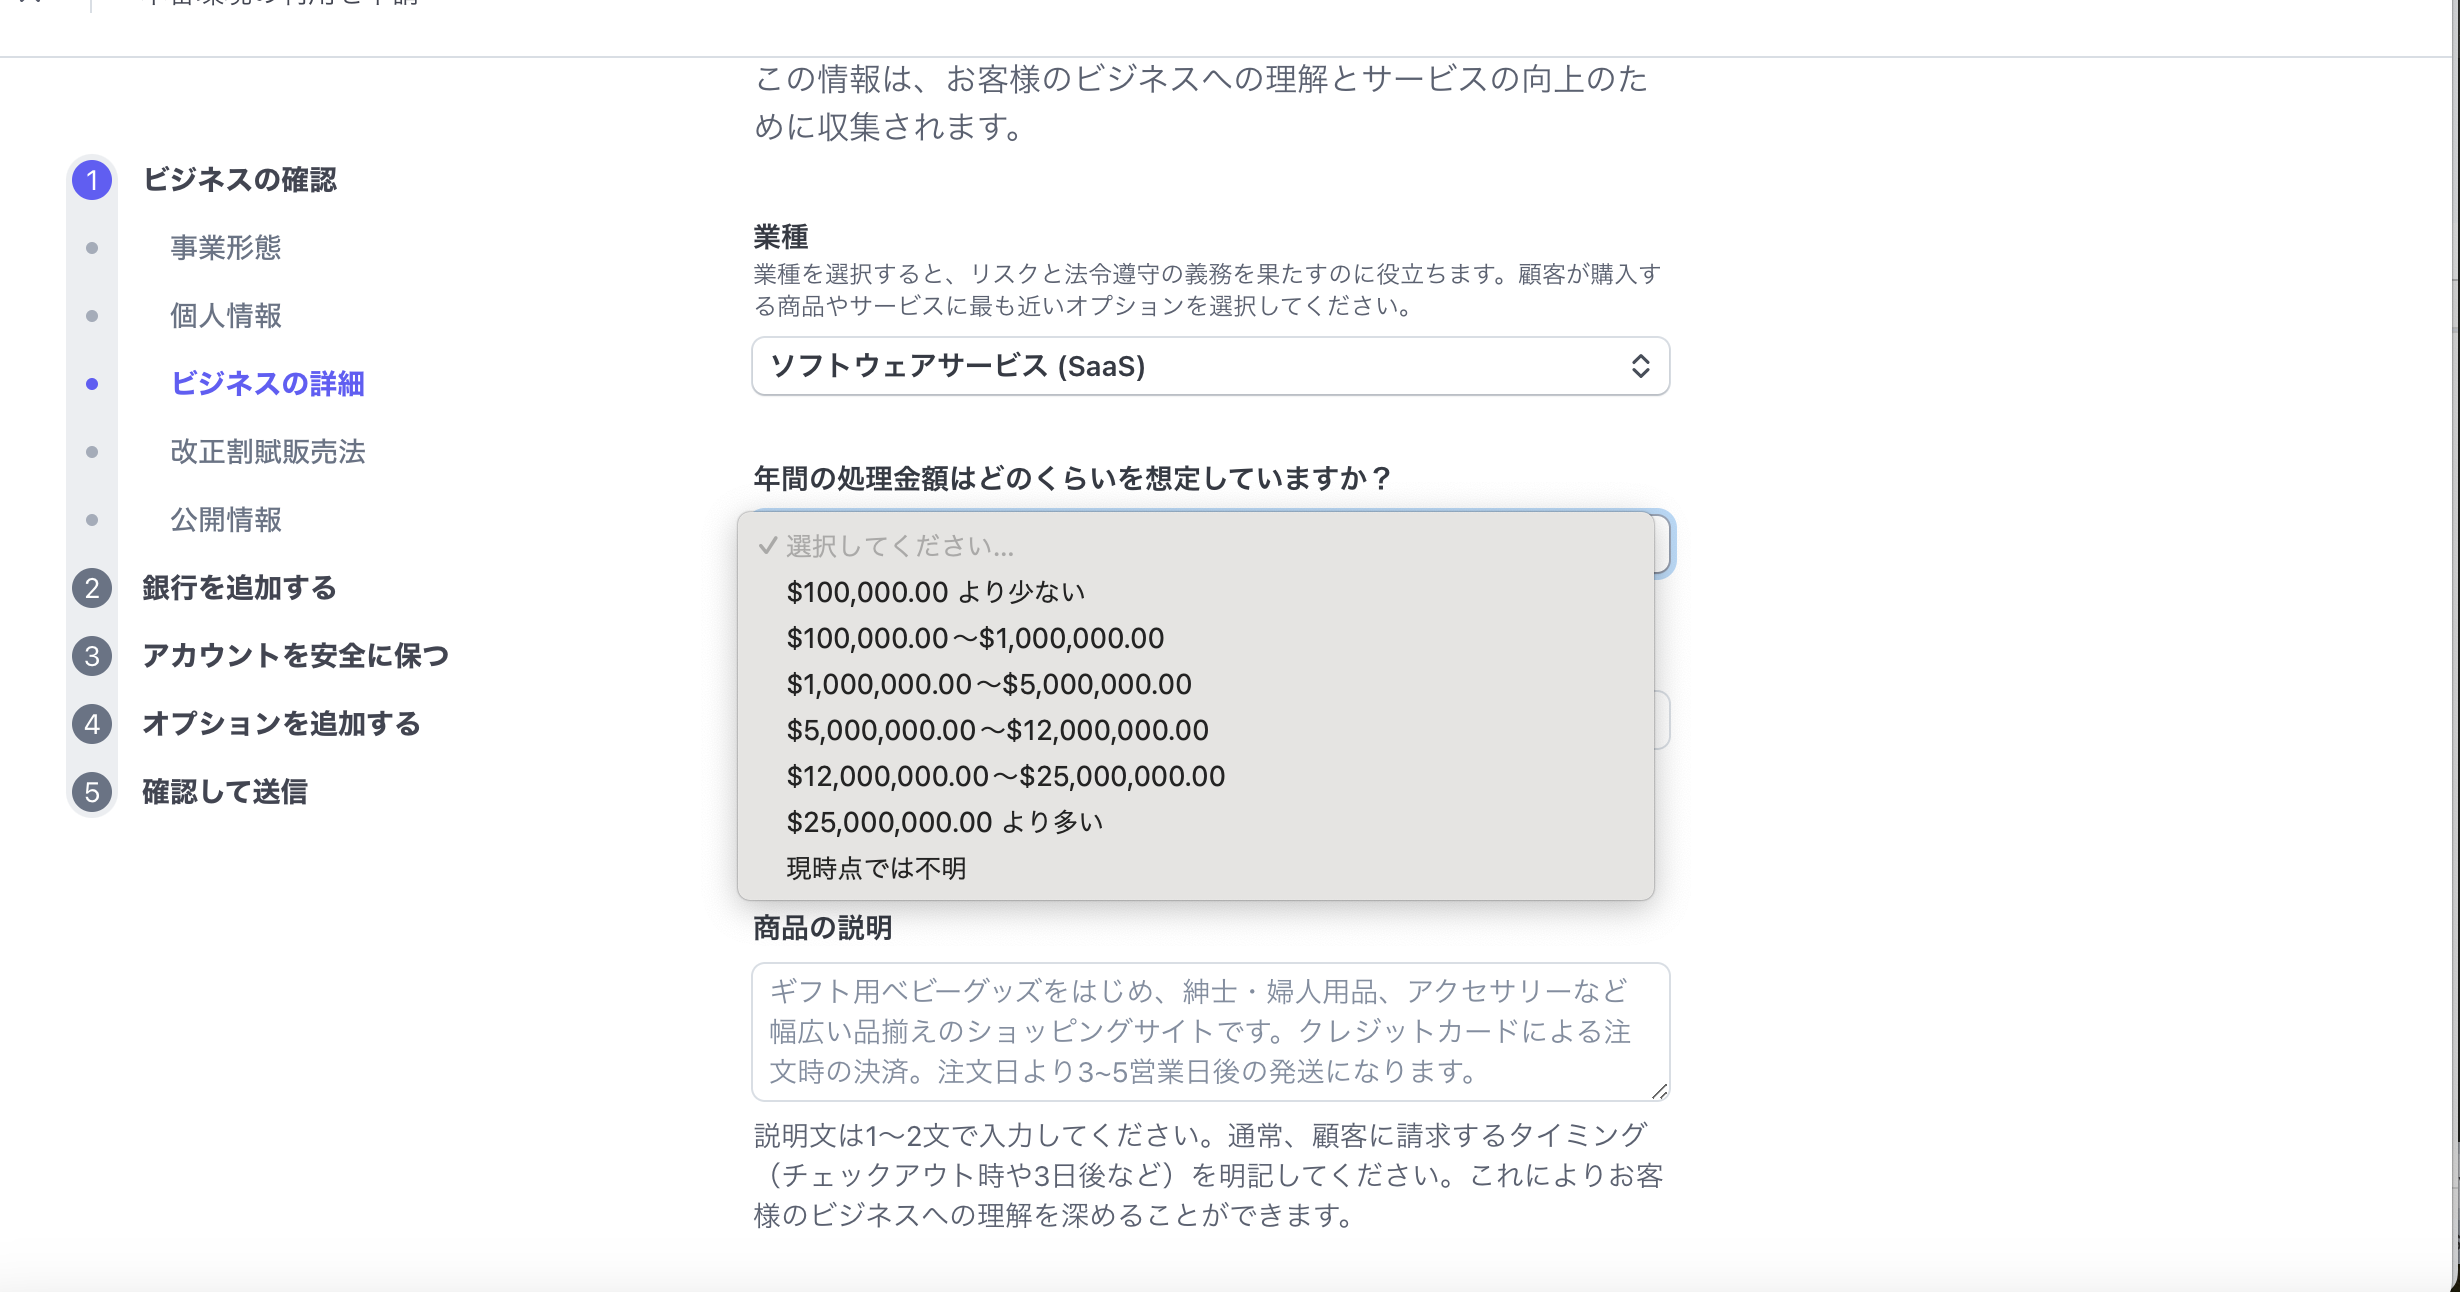 この情報は、お客様のビジネスへの理解とサービスの向上のた
めに収集されます。
1 ビジネスの確認
事業形態
個人情報
ビジネスの詳細
改正割賦販売法
公開情報
2 銀行を追加する
3 アカウントを安全に保つ
4 オプションを追加する
5 確認して送信
業種
業種を選択すると、リスクと法令遵守の義務を果たすのに役立ちます。顧客が購入す
る商品やサービスに最も近いオプションを選択してください。
ソフトウェアサービス (SaaS)
年間の処理金額はどのくらいを想定していますか？
✓ 選択してください...
$100,000.00 より少ない
$100,000.00～$1,000,000.00
$1,000,000.00～$5,000,000.00
$5,000,000.00～$12,000,000.00
$12,000,000.00～$25,000,000.00
$25,000,000.00 より多い
現時点では不明
商品の説明
ギフト用ベビーグッズをはじめ、紳士・婦人用品、アクセサリーなど
幅広い品揃えのショッピングサイトです。クレジットカードによる注
文時の決済。注文日より3~5営業日後の発送になります。
説明文は1～2文で入力してください。通常、顧客に請求するタイミング
（チェックアウト時や3日後など）を明記してください。これによりお客
様のビジネスへの理解を深めることができます。